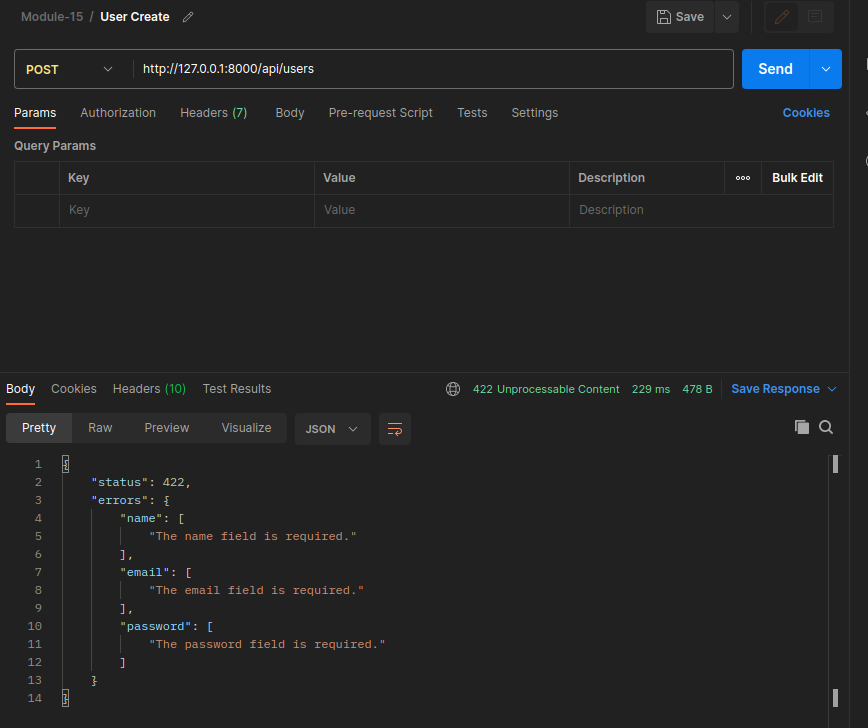 Module-15 / User Create
Save
POST http://127.0.0.1:8000/api/users Send
Params Authorization Headers (7) Body Pre-request Script Tests Settings Cookies
Query Params
Key Value Description ooo Bulk Edit
Key Value Description
Body Cookies Headers (10) Test Results 422 Unprocessable Content 229 ms 478 B Save Response
Pretty Raw Preview Visualize JSON
1 {
2 "status": 422,
3 "errors": {
4 "name": [
5 "The name field is required."
6 ],
7 "email": [
8 "The email field is required."
9 ],
10 "password": [
11 "The password field is required."
12 ]
13 }
14 }